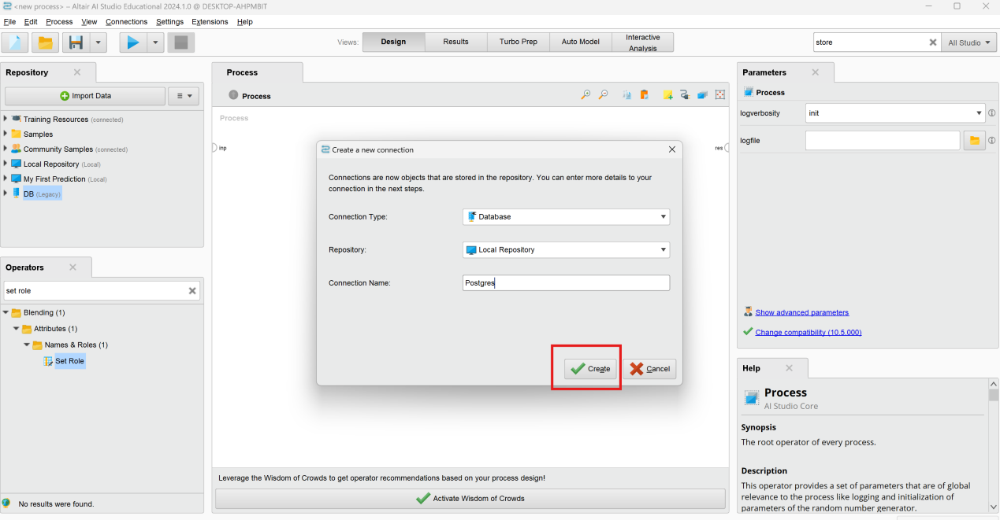 <new process> – Altair AI Studio Educational 2024.1.0 @ DESKTOP-AHPMBIT
File Edit Process View Connections Settings Extensions Help
Views: Design Results Turbo Prep Auto Model Interactive Analysis
store All Studio
Repository
Import Data
Training Resources (connected)
Samples
Community Samples (connected)
Local Repository (Local)
My First Prediction (Local)
DB (Legacy)
Operators
set role
Blending (1)
Attributes (1)
Names & Roles (1)
Set Role
No results were found.
Process
Process
Process
inp
res
Create a new connection
Connections are now objects that are stored in the repository. You can enter more details to your
connection in the next steps.
Connection Type: Database
Repository: Local Repository
Connection Name: Postgres
Create Cancel
Leverage the Wisdom of Crowds to get operator recommendations based on your process design!
Activate Wisdom of Crowds
Parameters
Process
logverbosity init
logfile
Show advanced parameters
Change compatibility (10.5.000)
Help
Process
AI Studio Core
Synopsis
The root operator of every process.
Description
This operator provides a set of parameters that are of global
relevance to the process like logging and initialization of
parameters of the random number generator.